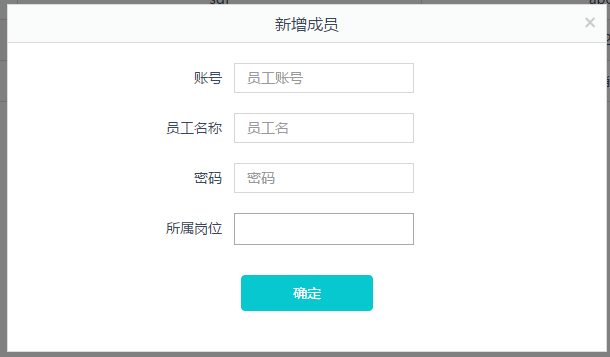 新增成员
×
账号 员工账号
员工名称 员工名
密码 密码
所属岗位
确定